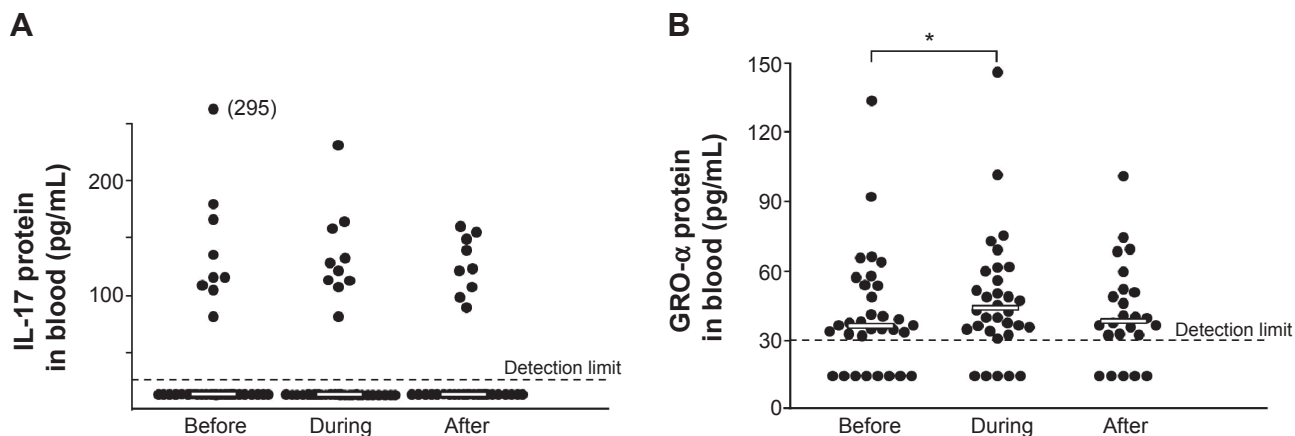 A
IL-17 protein
in blood (pg/mL)
200
100
(295)
Detection limit
Before
During
After
B
GRO-α protein
in blood (pg/mL)
150
120
90
60
30
0
*
Detection limit
Before
During
After